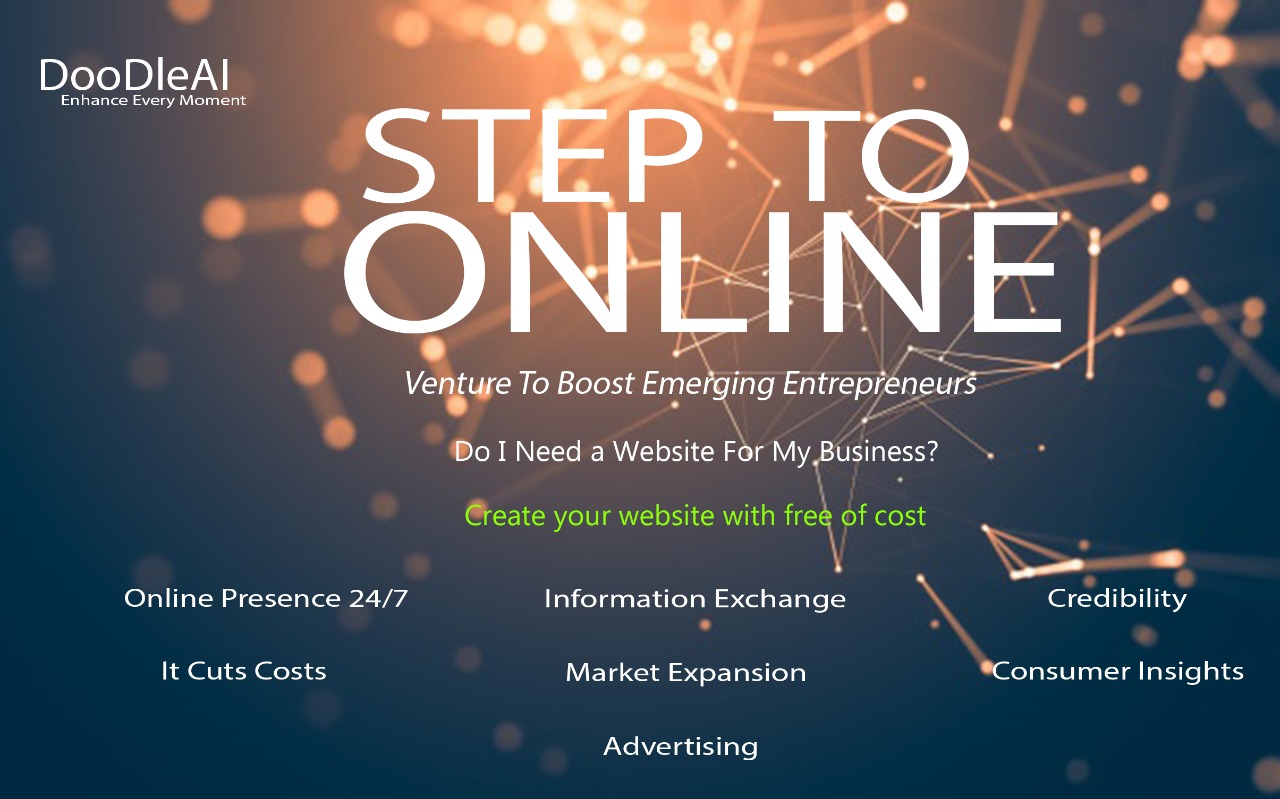 DooDleAI
Enhance Every Moment
STEP TO
ONLINE
Venture To Boost Emerging Entrepreneurs
Do I Need a Website For My Business?
Create your website with free of cost
Online Presence 24/7
Information Exchange
Credibility
It Cuts Costs
Market Expansion
Consumer Insights
Advertising